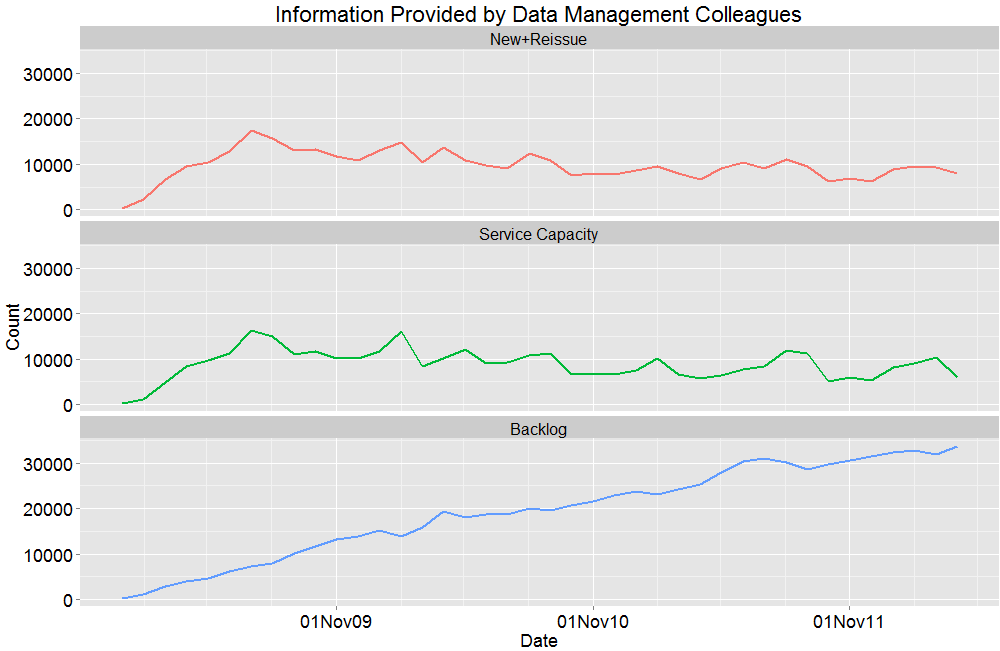 Information Provided by Data Management Colleagues
New+Reissue
30000
20000
10000
0
Service Capacity
30000
20000
10000
0
Count
Backlog
30000
20000
10000
0
01Nov09 01Nov10 01Nov11
Date